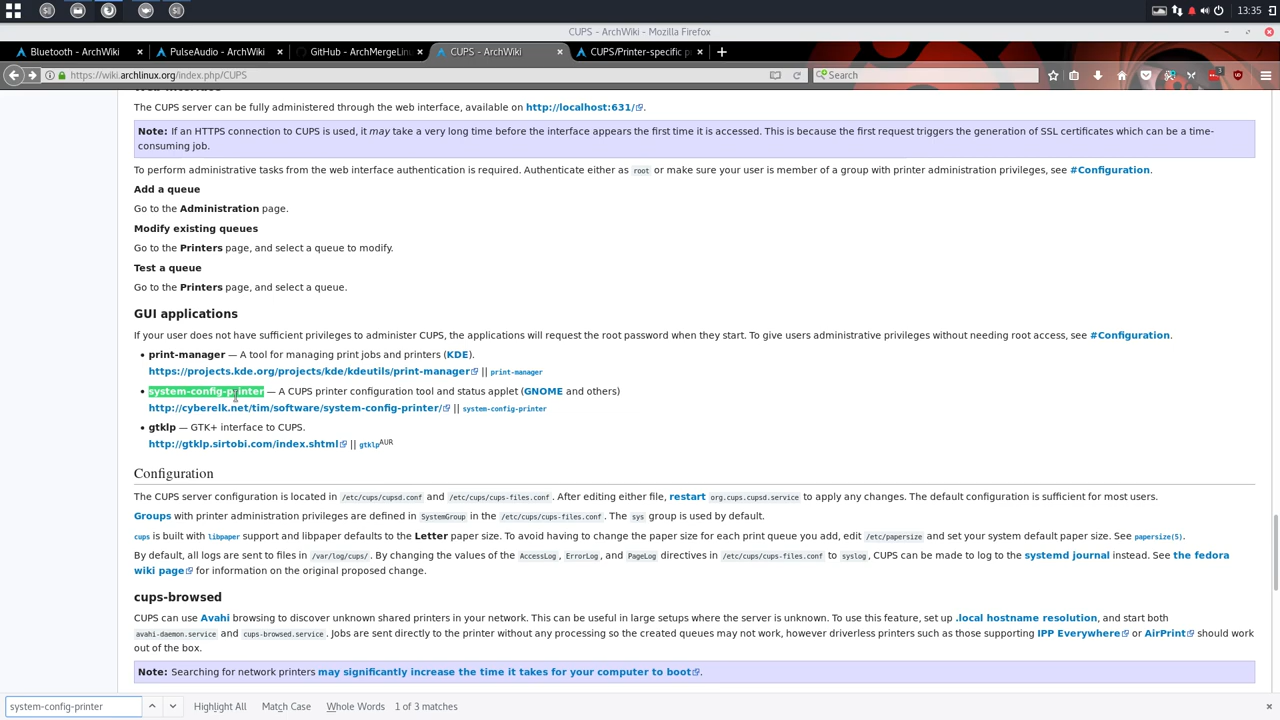 13:35
CUPS - ArchWiki - Mozilla Firefox
Bluetooth - ArchWiki
PulseAudio - ArchWiki
GitHub - ArchMergeLin
CUPS - ArchWiki
CUPS/Printer-specific p
https://wiki.archlinux.org/index.php/CUPS
Search
3
The CUPS server can be fully administered through the web interface, available on http://localhost:631/.
Note: If an HTTPS connection to CUPS is used, it may take a very long time before the interface appears the first time it is accessed. This is because the first request triggers the generation of SSL certificates which can be a time-
consuming job.
To perform administrative tasks from the web interface authentication is required. Authenticate either as root or make sure your user is member of a group with printer administration privileges, see #Configuration.
Add a queue
Go to the Administration page.
Modify existing queues
Go to the Printers page, and select a queue to modify.
Test a queue
Go to the Printers page, and select a queue.
GUI applications
If your user does not have sufficient privileges to administer CUPS, the applications will request the root password when they start. To give users administrative privileges without needing root access, see #Configuration.
• print-manager — A tool for managing print jobs and printers (KDE).
https://projects.kde.org/projects/kde/kdeutils/print-manager || print-manager
• system-config-printer — A CUPS printer configuration tool and status applet (GNOME and others)
http://cyberelk.net/tim/software/system-config-printer/ || system-config-printer
• gtklp — GTK+ interface to CUPS.
http://gtklp.sirtobi.com/index.shtml || gtklpAUR
Configuration
The CUPS server configuration is located in /etc/cups/cupsd.conf and /etc/cups/cups-files.conf. After editing either file, restart org.cups.cupsd.service to apply any changes. The default configuration is sufficient for most users.
Groups with printer administration privileges are defined in SystemGroup in the /etc/cups/cups-files.conf. The sys group is used by default.
cups is built with libpaper support and libpaper defaults to the Letter paper size. To avoid having to change the paper size for each print queue you add, edit /etc/papersize and set your system default paper size. See papersize(5).
By default, all logs are sent to files in /var/log/cups/. By changing the values of the AccessLog, ErrorLog, and PageLog directives in /etc/cups/cups-files.conf to syslog, CUPS can be made to log to the systemd journal instead. See the fedora
wiki page for information on the original proposed change.
cups-browsed
CUPS can use Avahi browsing to discover unknown shared printers in your network. This can be useful in large setups where the server is unknown. To use this feature, set up .local hostname resolution, and start both
avahi-daemon.service and cups-browsed.service. Jobs are sent directly to the printer without any processing so the created queues may not work, however driverless printers such as those supporting IPP Everywhere or AirPrint should work
out of the box.
Note: Searching for network printers may significantly increase the time it takes for your computer to boot.
system-config-printer
Highlight All
Match Case
Whole Words
1 of 3 matches